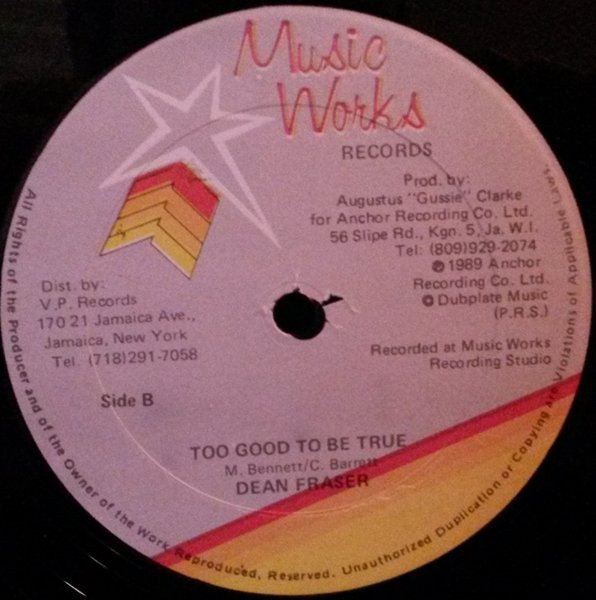 Music
Works
RECORDS
Prod. by:
Augustus "Gussie" Clarke
for Anchor Recording Co. Ltd.
56 Slipe Rd., Kgn. 5, Ja, W.I.
Tel: (809)929-2074
℗ 1989 Anchor
Recording Co. Ltd.
© Dubplate Music
(P.R.S.)
Recorded at Music Works
Recording Studio
Dist. by:
V.P. Records
170 21 Jamaica Ave.,
Jamaica, New York
Tel. (718)291-7058
Side B
TOO GOOD TO BE TRUE
M. Bennett/C. Barrett
DEAN FRASER
All Rights of the Producer and of the Owner of the Work Reproduced, Reserved. Unauthorized Duplication or Copying are Violations of Applicable Laws.